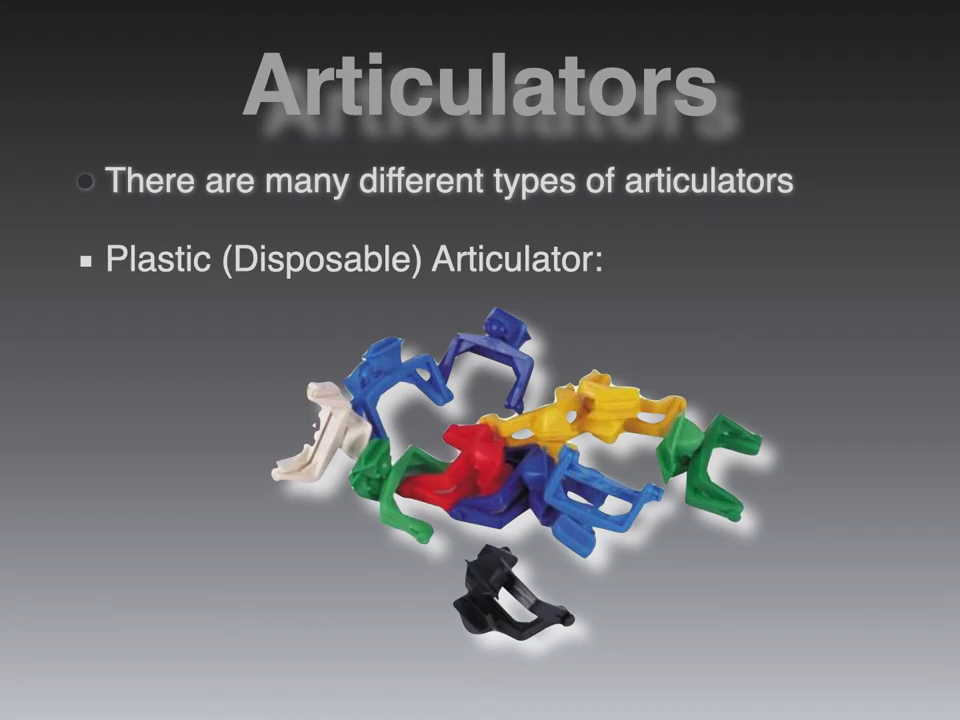 Articulators
There are many different types of articulators
Plastic (Disposable) Articulator: